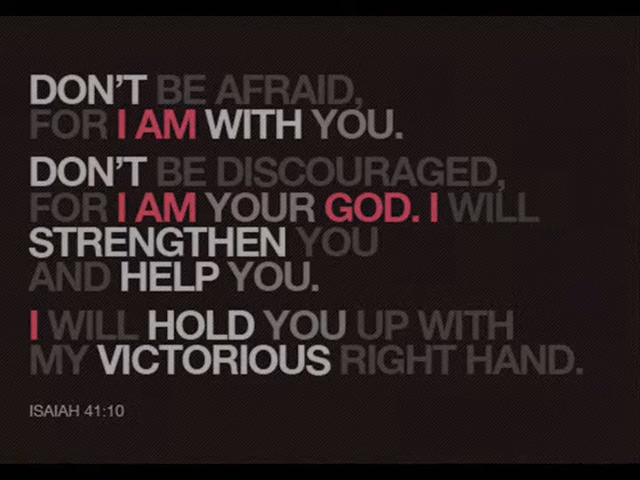 DON'T BE AFRAID,
FOR I AM WITH YOU.
DON'T BE DISCOURAGED,
FOR I AM YOUR GOD. I WILL
STRENGTHEN YOU
AND HELP YOU.
I WILL HOLD YOU UP WITH
MY VICTORIOUS RIGHT HAND.
ISAIAH 41:10